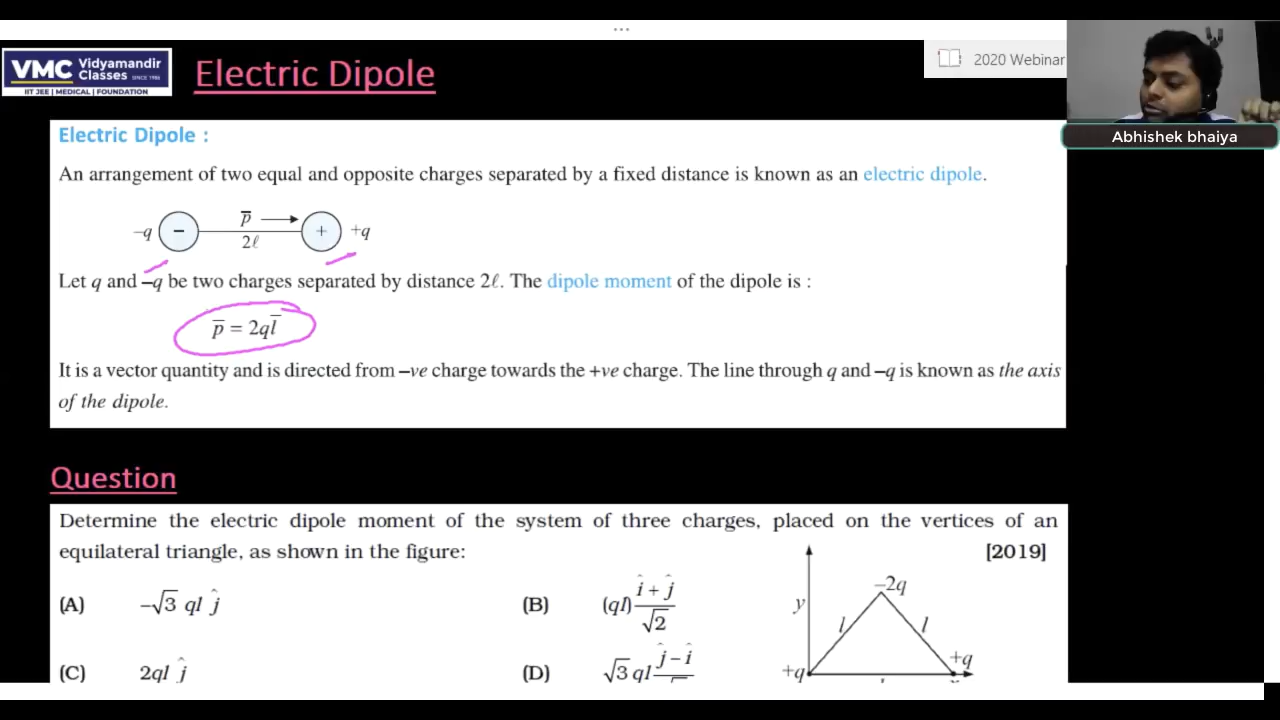 ...
VMC Vidyamandir Classes SINCE 1986
IIT JEE | MEDICAL | FOUNDATION
Electric Dipole
2020 Webinar
Abhishek bhaiya
Electric Dipole :
An arrangement of two equal and opposite charges separated by a fixed distance is known as an electric dipole.
–q − p̅ 2ℓ + +q
Let q and –q be two charges separated by distance 2ℓ. The dipole moment of the dipole is :
p̅ = 2ql̅
It is a vector quantity and is directed from –ve charge towards the +ve charge. The line through q and –q is known as the axis
of the dipole.
Question
Determine the electric dipole moment of the system of three charges, placed on the vertices of an
equilateral triangle, as shown in the figure: [2019]
(A) −√3 ql ĵ
(B) (ql) (î + ĵ)/√2
(C) 2ql ĵ
(D) √3 ql ĵ − î
y
−2q
l l
+q +q